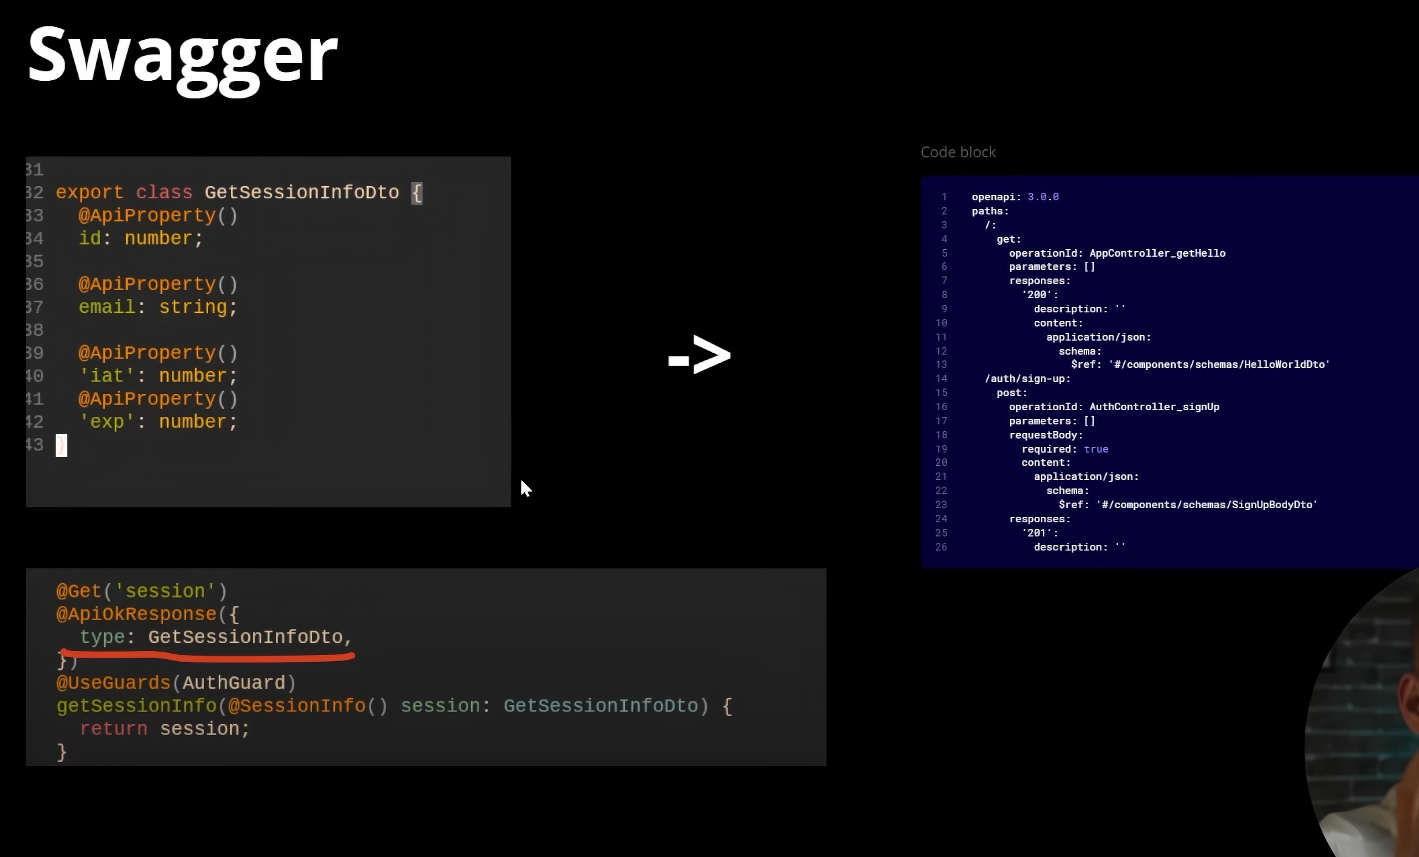 Swagger
31
32 export class GetSessionInfoDto {
33 @ApiProperty()
34 id: number;
35
36 @ApiProperty()
37 email: string;
38
39 @ApiProperty()
40 'iat': number;
41 @ApiProperty()
42 'exp': number;
43 }
->
Code block
1 openapi: 3.0.0
2 paths:
3 /:
4 get:
5 operationId: AppController_getHello
6 parameters: []
7 responses:
8 '200':
9 description: ''
10 content:
11 application/json:
12 schema:
13 $ref: '#/components/schemas/HelloWorldDto'
14 /auth/sign-up:
15 post:
16 operationId: AuthController_signUp
17 parameters: []
18 requestBody:
19 required: true
20 content:
21 application/json:
22 schema:
23 $ref: '#/components/schemas/SignUpBodyDto'
24 responses:
25 '201':
26 description: ''
@Get('session')
@ApiOkResponse({
type: GetSessionInfoDto,
})
@UseGuards(AuthGuard)
getSessionInfo(@SessionInfo() session: GetSessionInfoDto) {
return session;
}